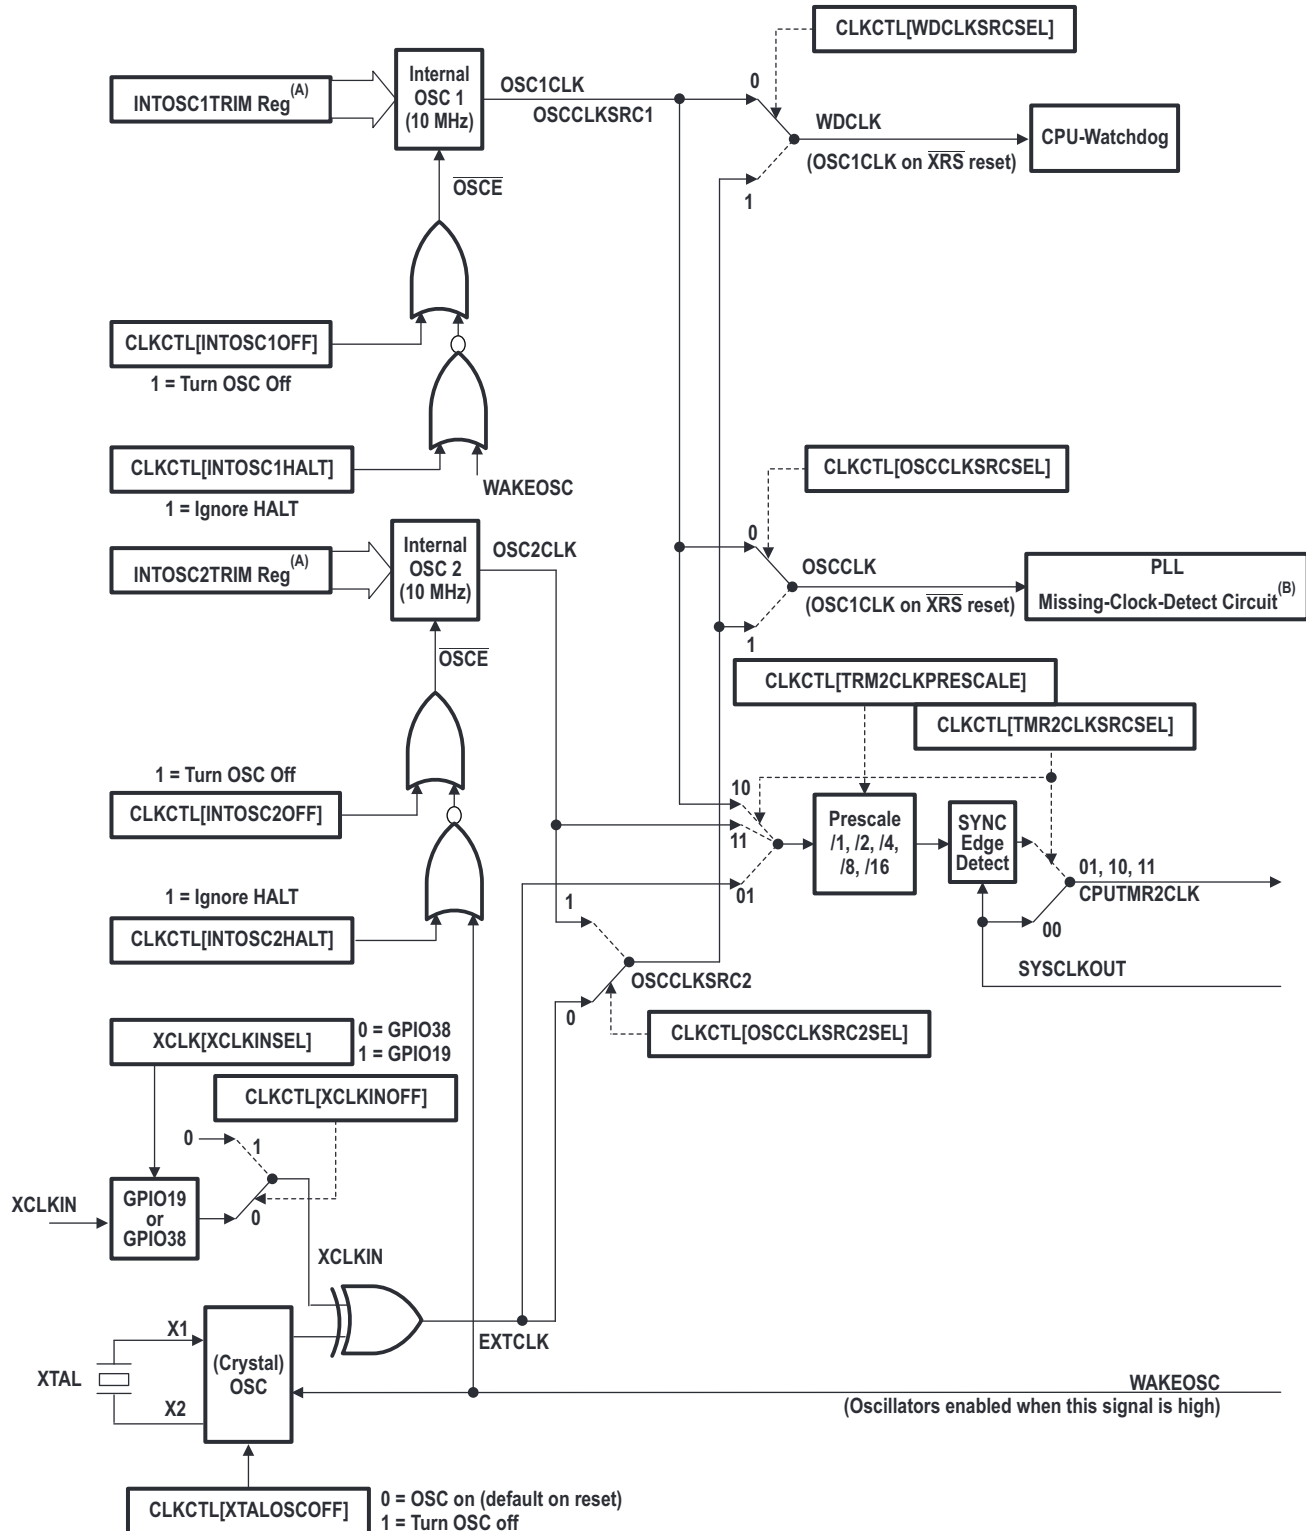 CLKCTL[WDCLKSRCSEL]
Internal
OSC 1
(10 MHz)
INTOSC1TRIM Reg(A)
OSC1CLK
OSCCLKSRC1
0
WDCLK
(OSC1CLK on XRS reset)
CPU-Watchdog
1
OSCE
CLKCTL[INTOSC1OFF]
1 = Turn OSC Off
CLKCTL[INTOSC1HALT]
1 = Ignore HALT
WAKEOSC
CLKCTL[OSCCLKSRCSEL]
INTOSC2TRIM Reg(A)
Internal
OSC 2
(10 MHz)
OSC2CLK
0
OSCCLK
(OSC1CLK on XRS reset)
PLL
Missing-Clock-Detect Circuit(B)
1
OSCE
CLKCTL[TRM2CLKPRESCALE]
CLKCTL[TMR2CLKSRCSEL]
1 = Turn OSC Off
CLKCTL[INTOSC2OFF]
10
11
01
Prescale
/1, /2, /4,
/8, /16
SYNC
Edge
Detect
01, 10, 11
CPUTMR2CLK
00
SYSCLKOUT
1 = Ignore HALT
CLKCTL[INTOSC2HALT]
1
OSCCLKSRC2
0
CLKCTL[OSCCLKSRC2SEL]
XCLK[XCLKINSEL]
0 = GPIO38
1 = GPIO19
CLKCTL[XCLKINOFF]
0
1
XCLKIN
GPIO19
or
GPIO38
0
XCLKIN
EXTCLK
XTAL
X1
X2
(Crystal)
OSC
WAKEOSC
(Oscillators enabled when this signal is high)
CLKCTL[XTALOSCOFF]
0 = OSC on (default on reset)
1 = Turn OSC off